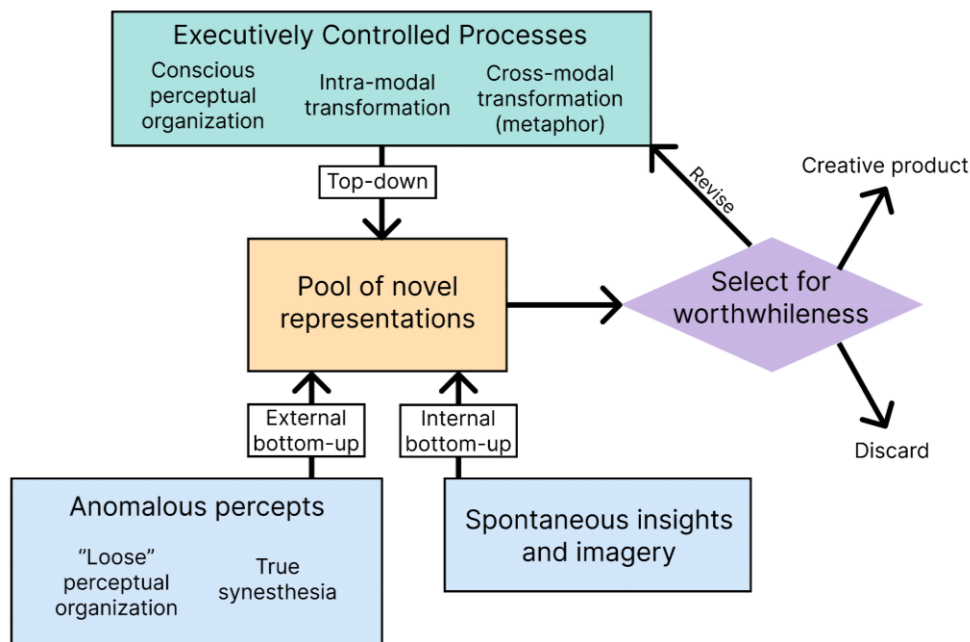 Executively Controlled Processes
Conscious
perceptual
organization
Intra-modal
transformation
Cross-modal
transformation
(metaphor)
Top-down
Revise
Creative product
Pool of novel
representations
Select for
worthwhileness
Discard
External
bottom-up
Internal
bottom-up
Anomalous percepts
“Loose”
perceptual
organization
True
synesthesia
Spontaneous insights
and imagery